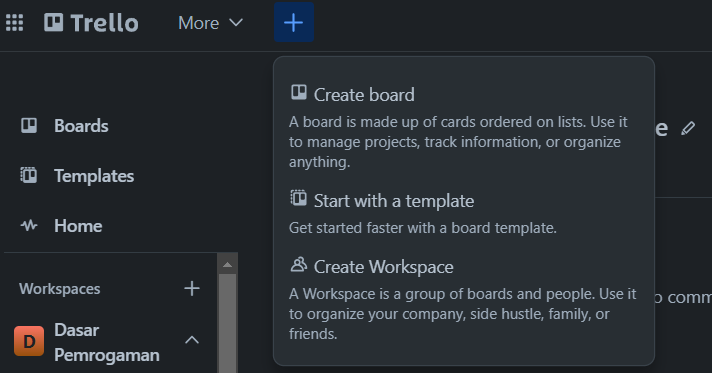 Trello
More
Create board
A board is made up of cards ordered on lists. Use it
to manage projects, track information, or organize
anything.
Start with a template
Get started faster with a board template.
Create Workspace
A Workspace is a group of boards and people. Use it
to organize your company, side hustle, family, or
friends.
Boards
Templates
Home
Workspaces
D
Dasar
Pemrogaman